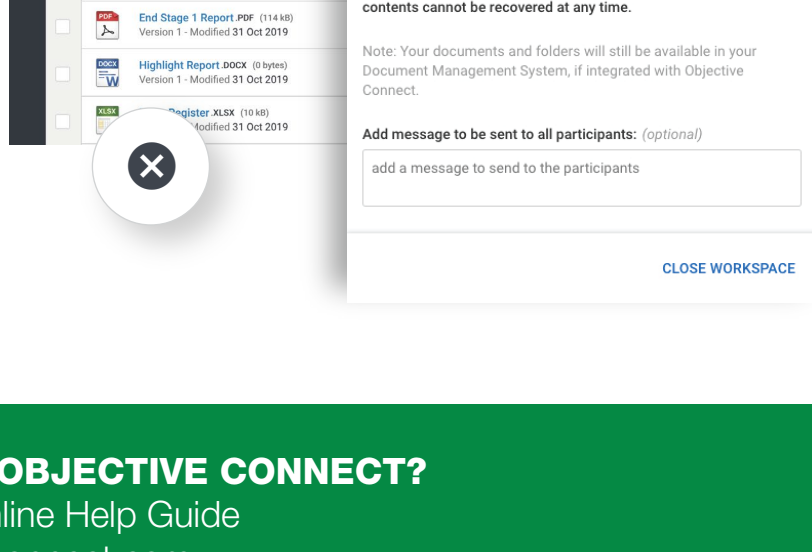 PDF
End Stage 1 Report.PDF (114 kB)
Version 1 - Modified 31 Oct 2019
DOCX
Highlight Report.DOCX (0 bytes)
Version 1 - Modified 31 Oct 2019
XLSX
Register.XLSX (10 kB)
Modified 31 Oct 2019
contents cannot be recovered at any time.
Note: Your documents and folders will still be available in your
Document Management System, if integrated with Objective
Connect.
Add message to be sent to all participants: (optional)
add a message to send to the participants
CLOSE WORKSPACE
OBJECTIVE CONNECT?
Help Guide